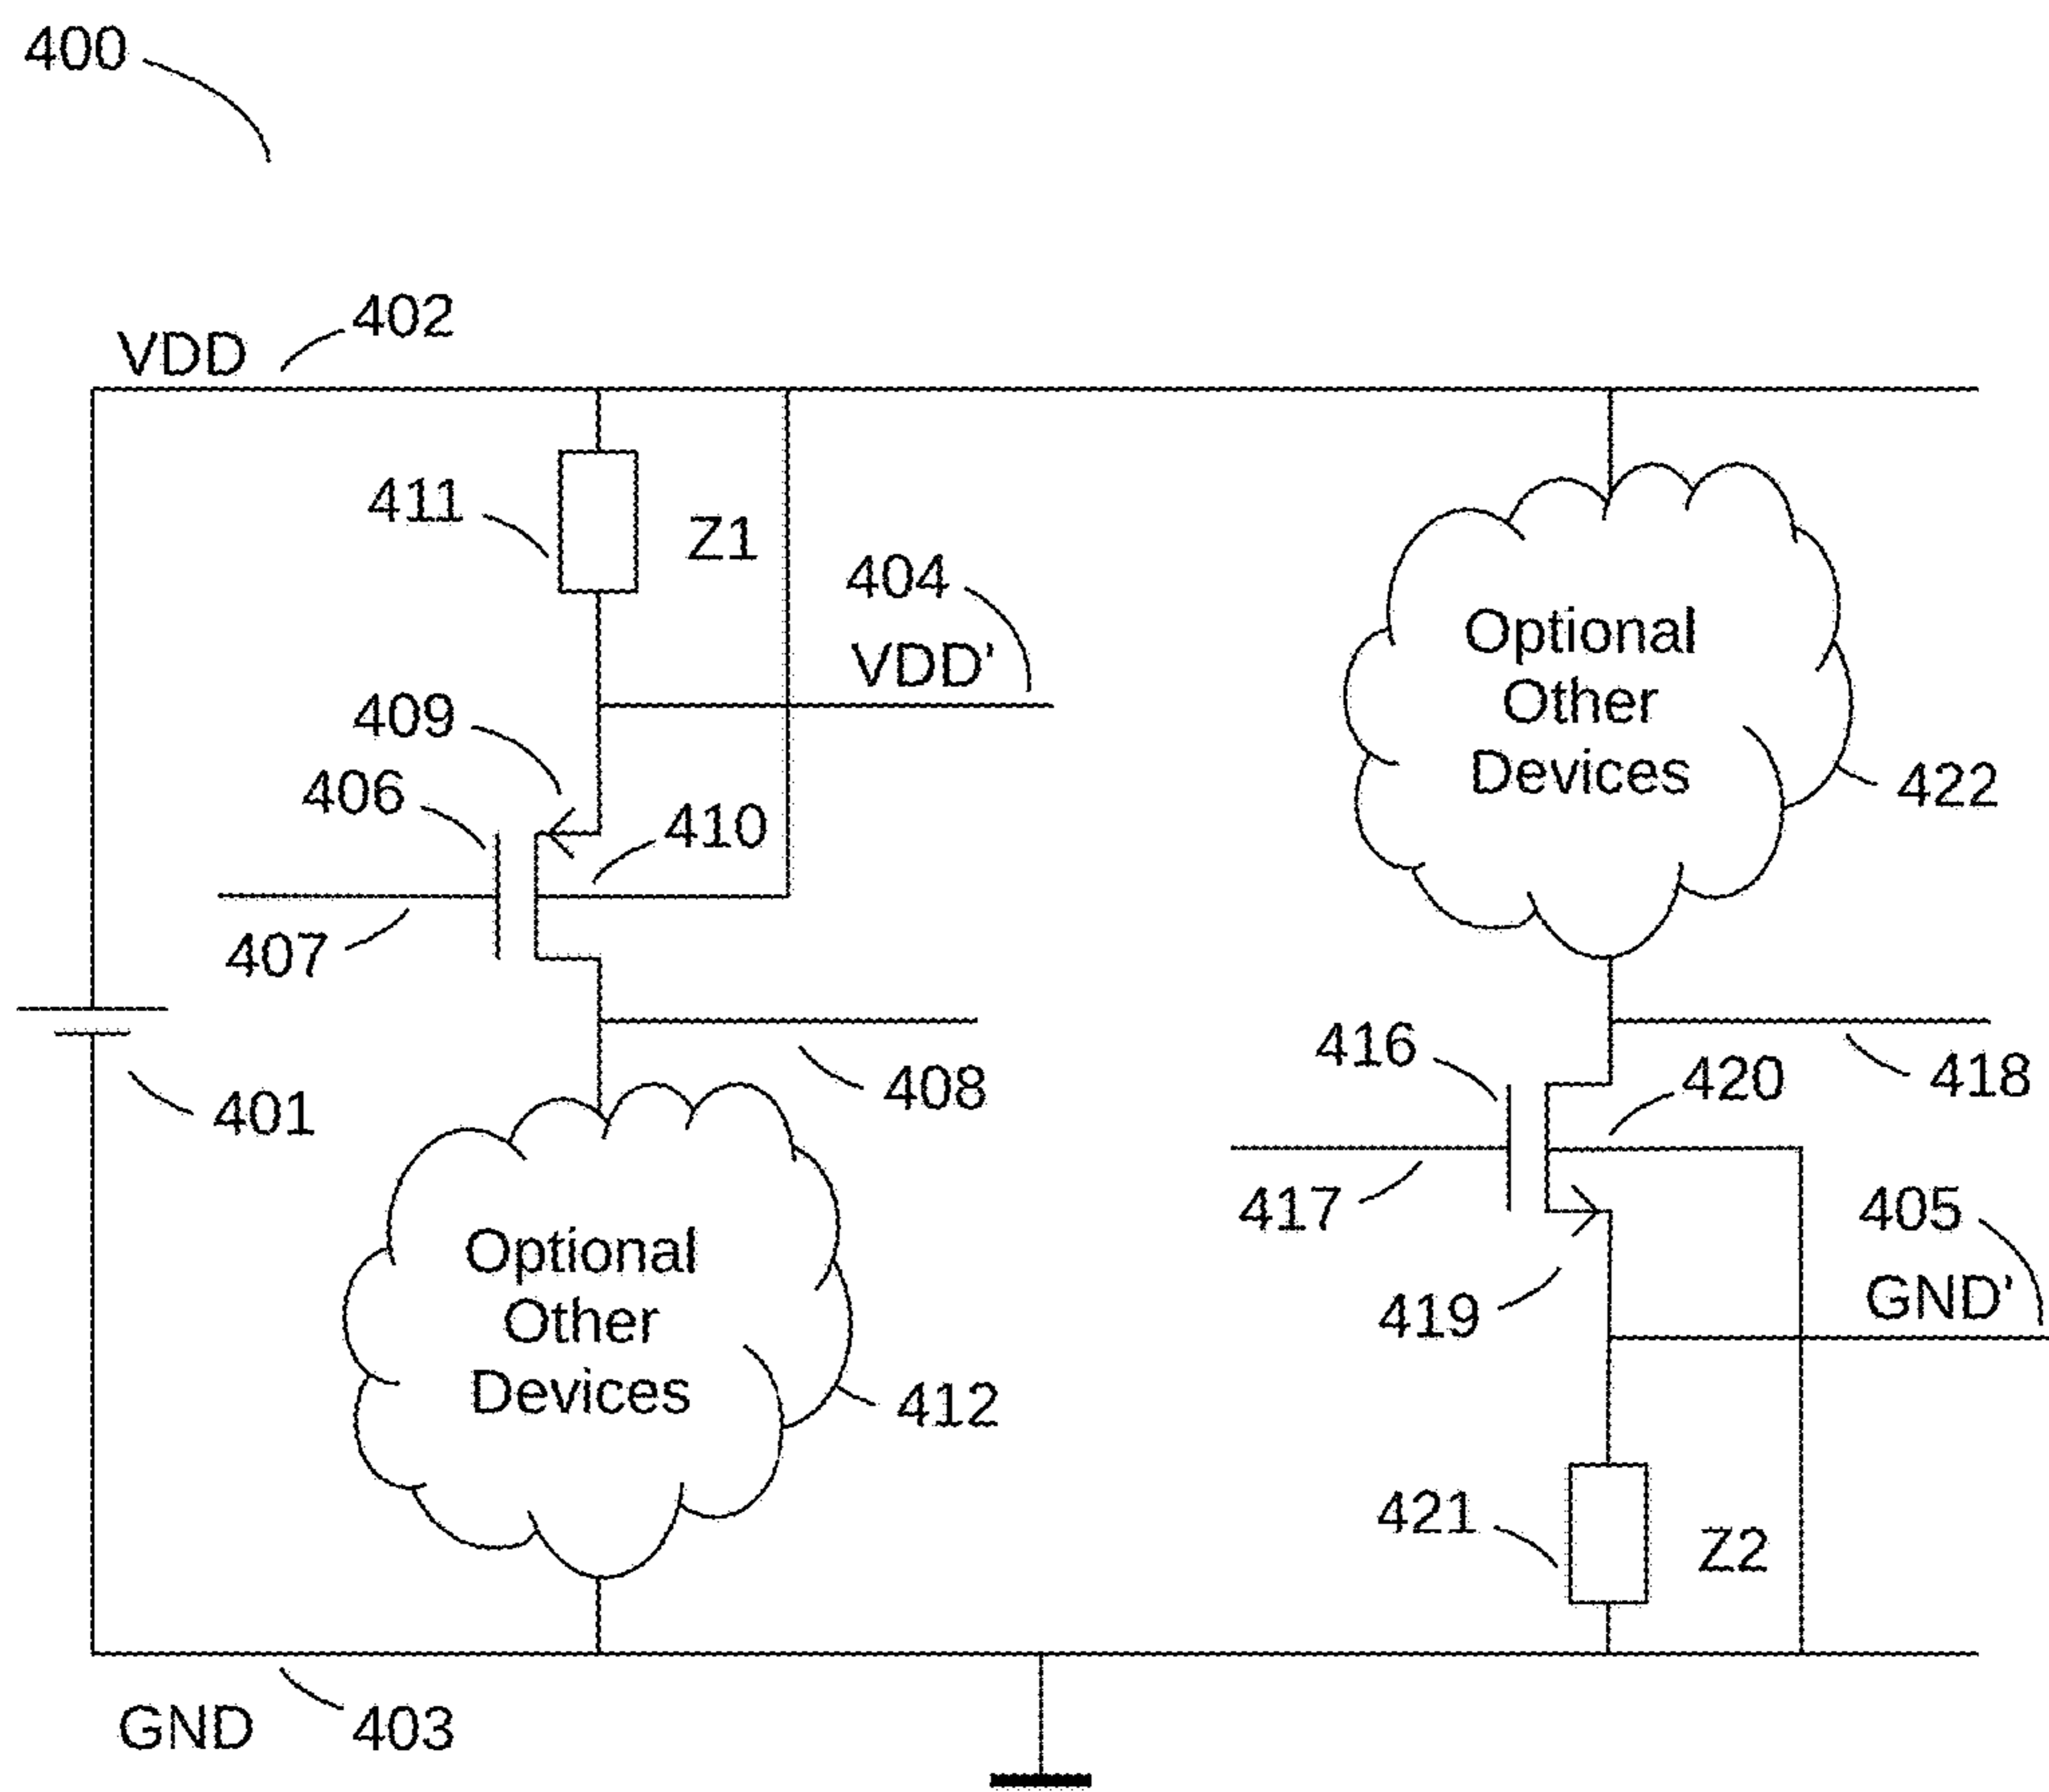 400
402
VDD
411
Z1
404
VDD'
409
406
410
407
Optional
Other
Devices
422
401
408
416
420
418
417
405
GND'
419
Optional
Other
Devices
412
421
Z2
GND
403